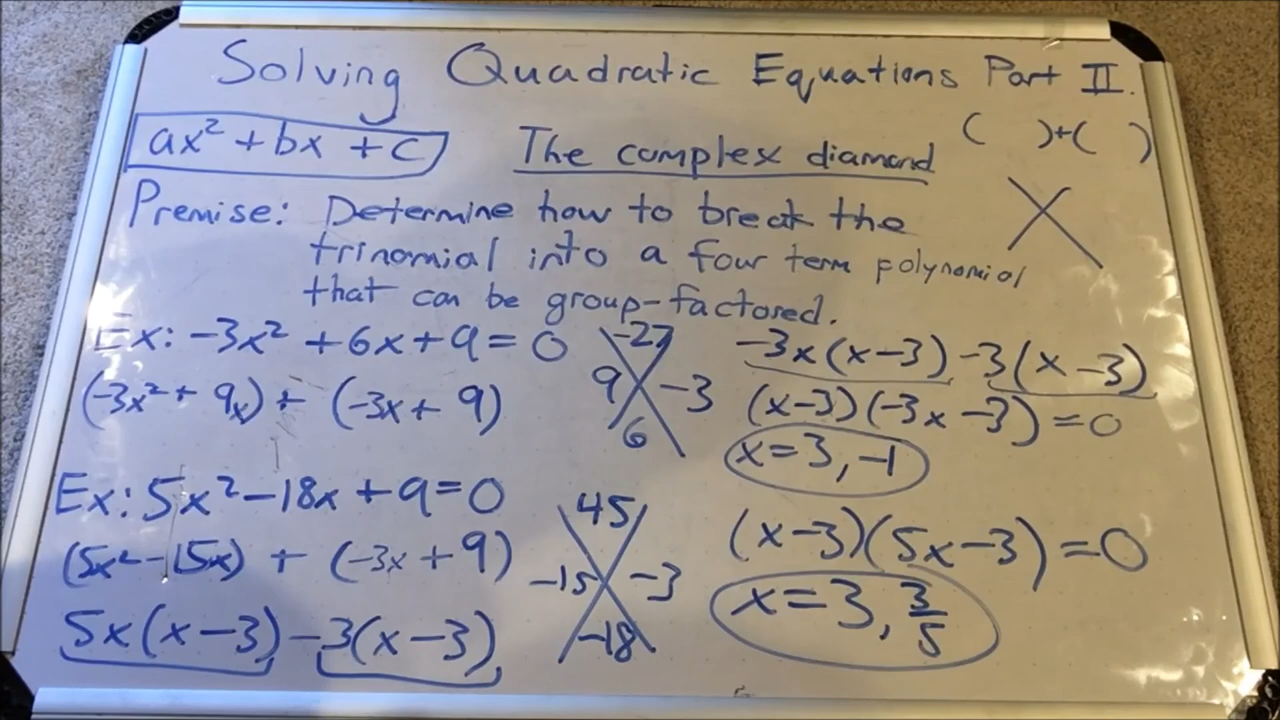 Solving Quadratic Equations Part II.
ax² + bx + c
The complex diamond
( )+( )
Premise: Determine how to break the
trinomial into a four term polynomial
that can be group-factored.
Ex: -3x² + 6x + 9 = 0
(-3x² + 9x) + (-3x + 9)
-27
9 -3
6
-3x(x-3) -3(x-3)
(x-3)(-3x-3) = 0
x = 3, -1
Ex: 5x² - 18x + 9 = 0
(5x² - 15x) + (-3x + 9)
5x(x-3) - 3(x-3)
45
-15 -3
-18
(x-3)(5x-3) = 0
x = 3, 3/5